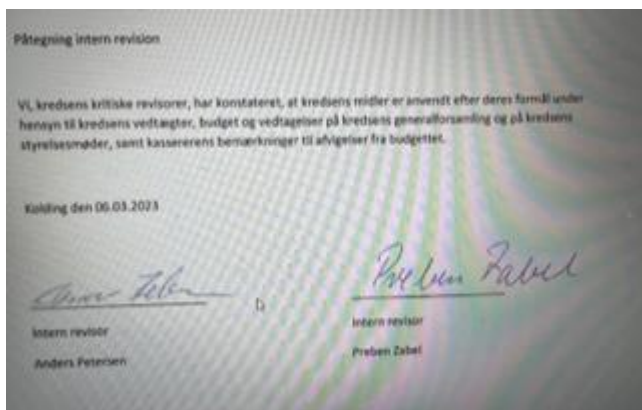 Påtegning intern revision
Vi, kredsens kritiske revisorer, har konstateret, at kredsens midler er anvendt efter deres formål under
hensyn til kredsens vedtægter, budget og vedtagelser på kredsens generalforsamling og på kredsens
styrelsesmøder, samt kassererens bemærkninger til afvigelser fra budgettet.
Kolding den 06.03.2023
Preben Zabel
Intern revisor
Intern revisor
Anders Petersen
Preben Zabel